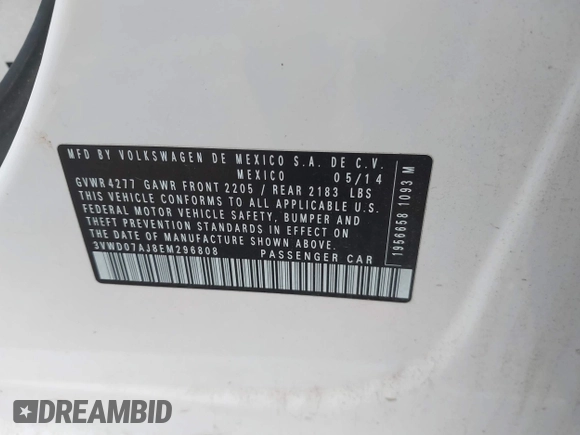 MFD BY VOLKSWAGEN DE MEXICO S.A. DE C.V.
MEXICO 05/14
GVWR 4277 GAWR FRONT 2205 / REAR 2183 LBS
THIS VEHICLE CONFORMS TO ALL APPLICABLE U.S.
FEDERAL MOTOR VEHICLE SAFETY, BUMPER AND
THEFT PREVENTION STANDARDS IN EFFECT ON
THE DATE OF MANUFACTURE SHOWN ABOVE.
3VWD07AJ8EM296808 PASSENGER CAR
1956658 1093 M
DREAMBID